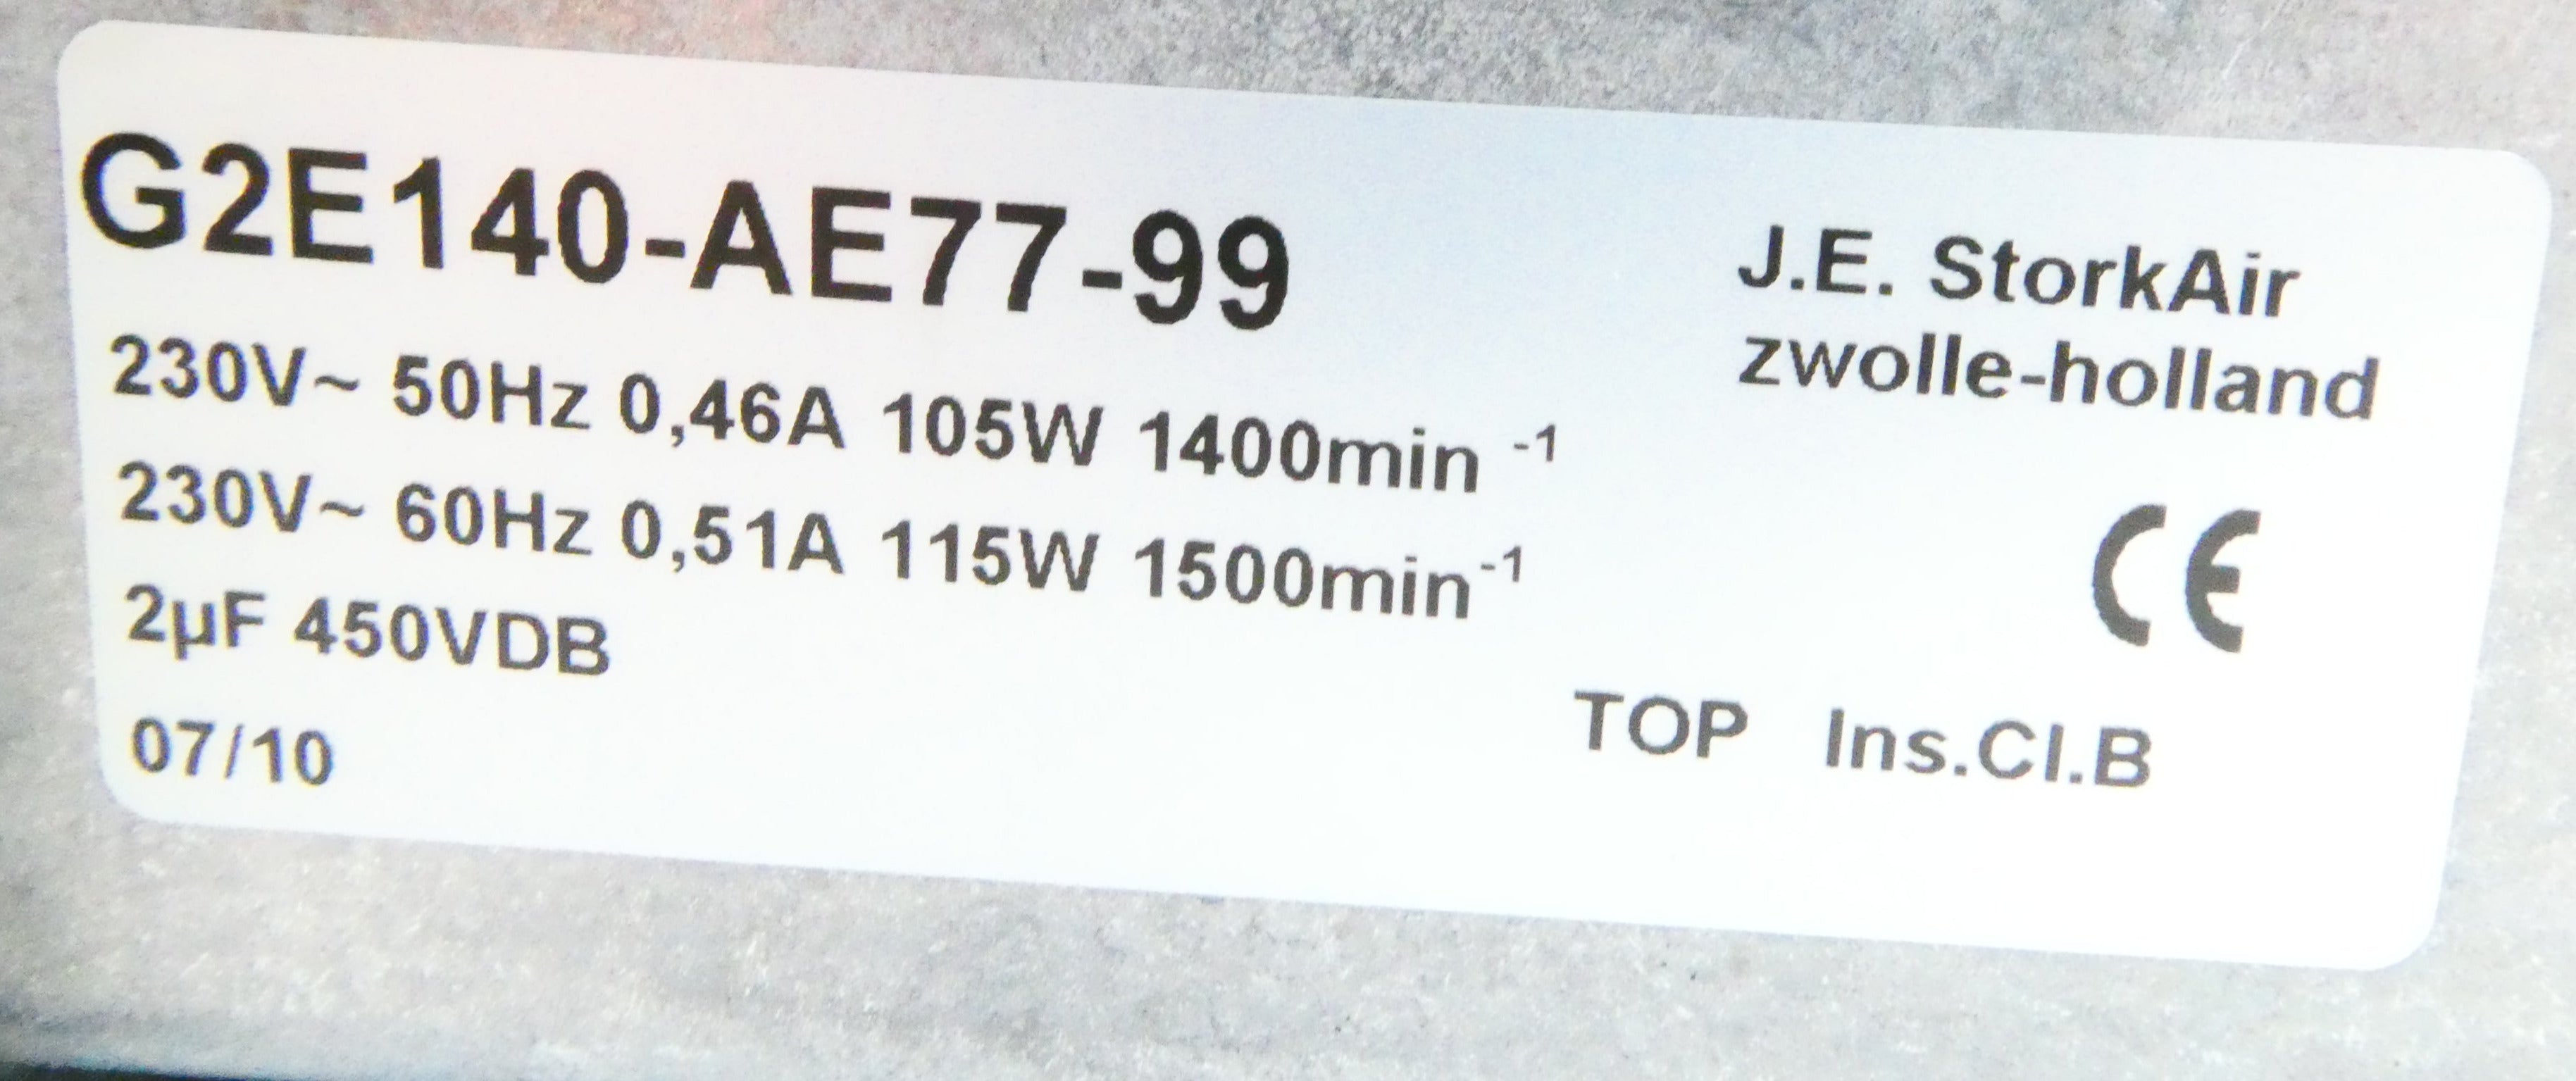 G2E140-AE77-99
230V~ 50Hz 0,46A 105W 1400min⁻¹
230V~ 60Hz 0,51A 115W 1500min⁻¹
2µF 450VDB
07/10
J.E. StorkAir
zwolle-holland
CE
TOP Ins.Cl.B